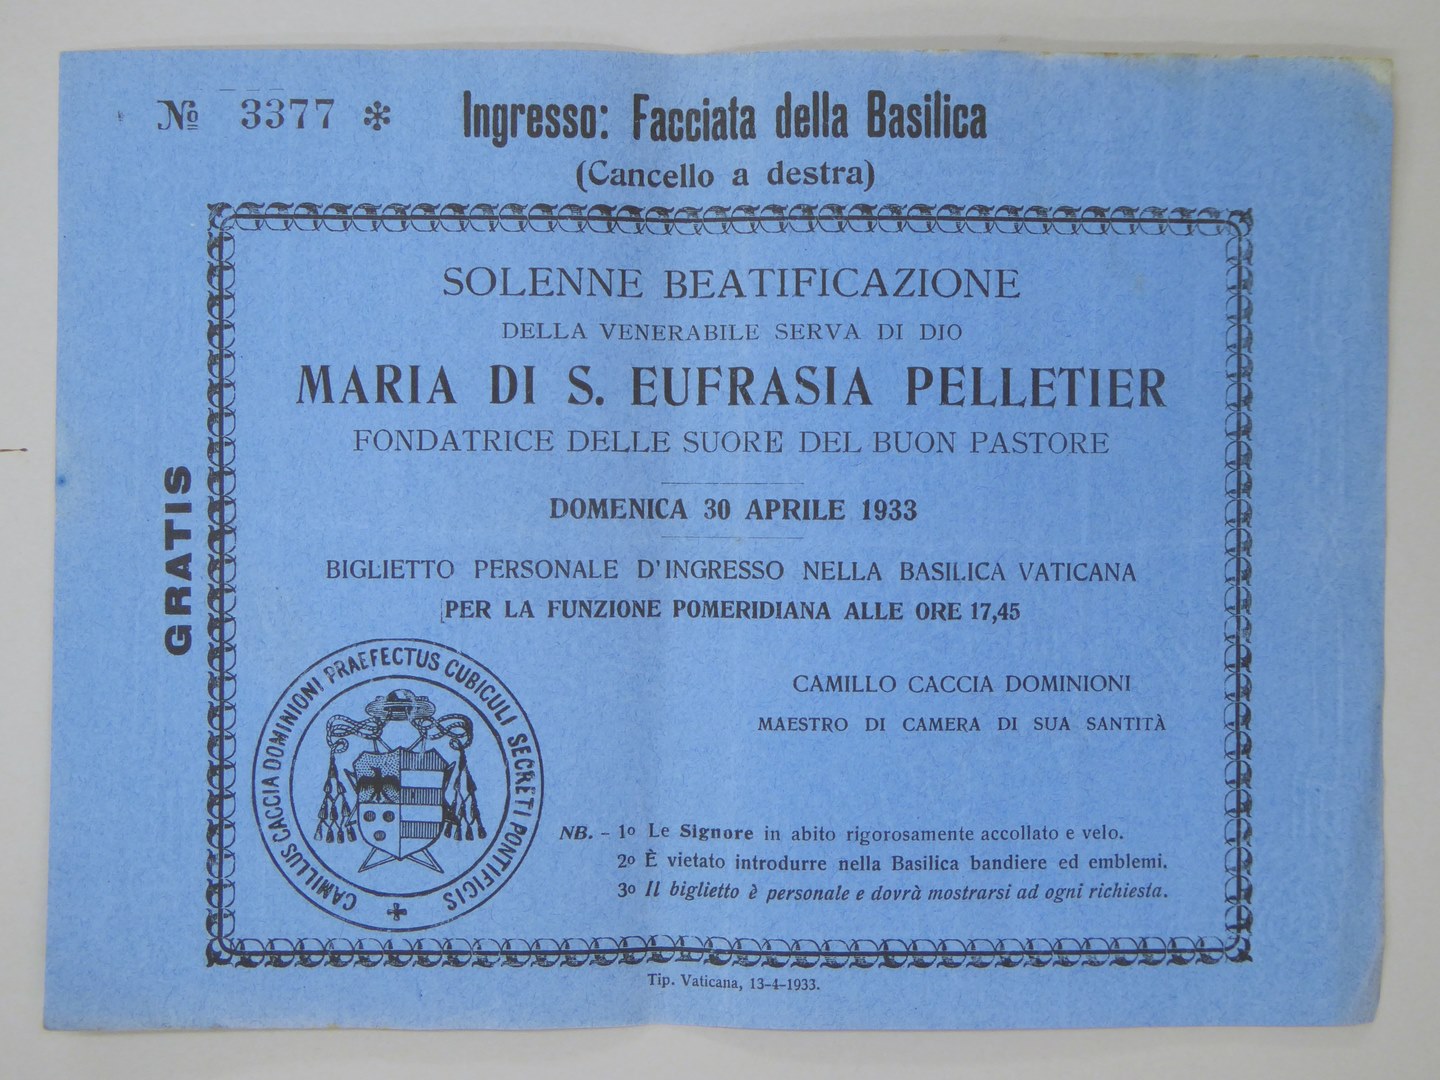 № 3377 * Ingresso: Facciata della Basilica
(Cancello a destra)
SOLENNE BEATIFICAZIONE
DELLA VENERABILE SERVA DI DIO
MARIA DI S. EUFRASIA PELLETIER
FONDATRICE DELLE SUORE DEL BUON PASTORE
DOMENICA 30 APRILE 1933
BIGLIETTO PERSONALE D'INGRESSO NELLA BASILICA VATICANA
PER LA FUNZIONE POMERIDIANA ALLE ORE 17,45
GRATIS
CAMILLUS CACCIA DOMINIONI PRAEFECTUS CUBICULI SECRETI PONTIFICIS
CAMILLO CACCIA DOMINIONI
MAESTRO DI CAMERA DI SUA SANTITÀ
NB. - 1º Le Signore in abito rigorosamente accollato e velo.
2º È vietato introdurre nella Basilica bandiere ed emblemi.
3º Il biglietto è personale e dovrà mostrarsi ad ogni richiesta.
Tip. Vaticana, 13-4-1933.